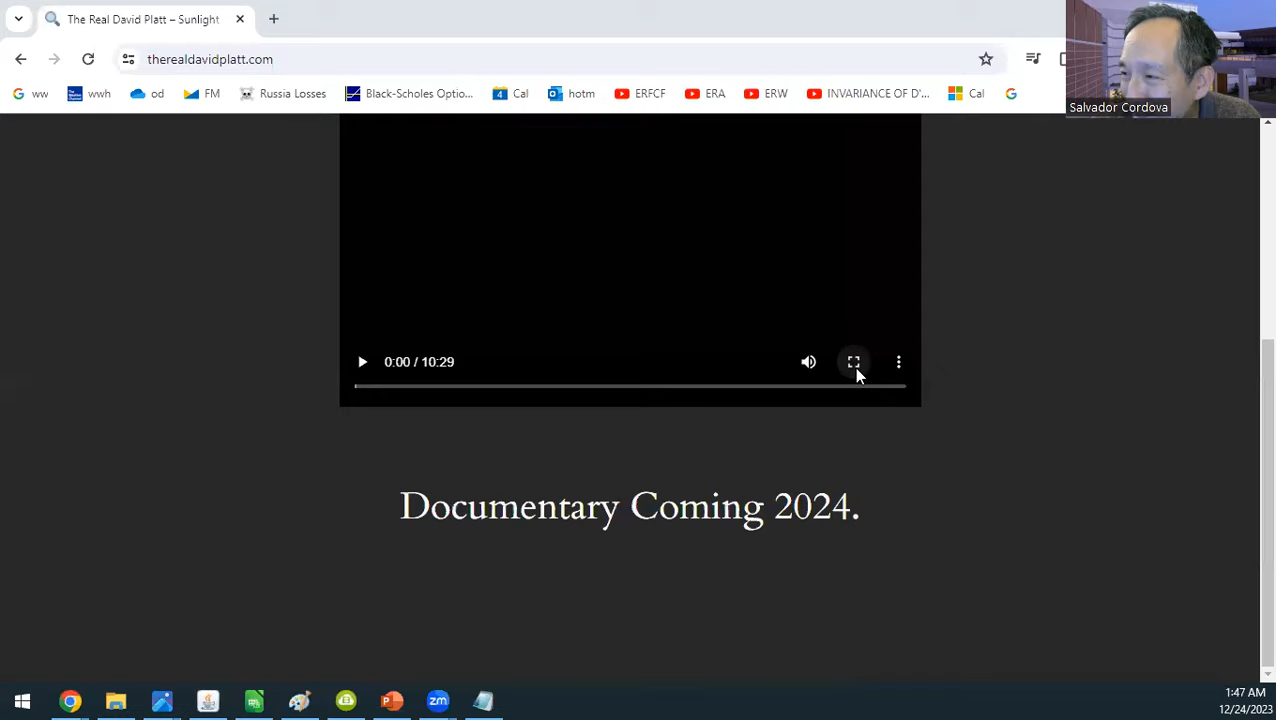 The Real David Platt – Sunlight
therealdavidplatt.com
ww
wwh
od
FM
Russia Losses
Black-Scholes Optio...
Cal
hotm
ERFCF
ERA
ERW
INVARIANCE OF D'...
Cal
Salvador Cordova
0:00 / 10:29
Documentary Coming 2024.
1:47 AM
12/24/2023